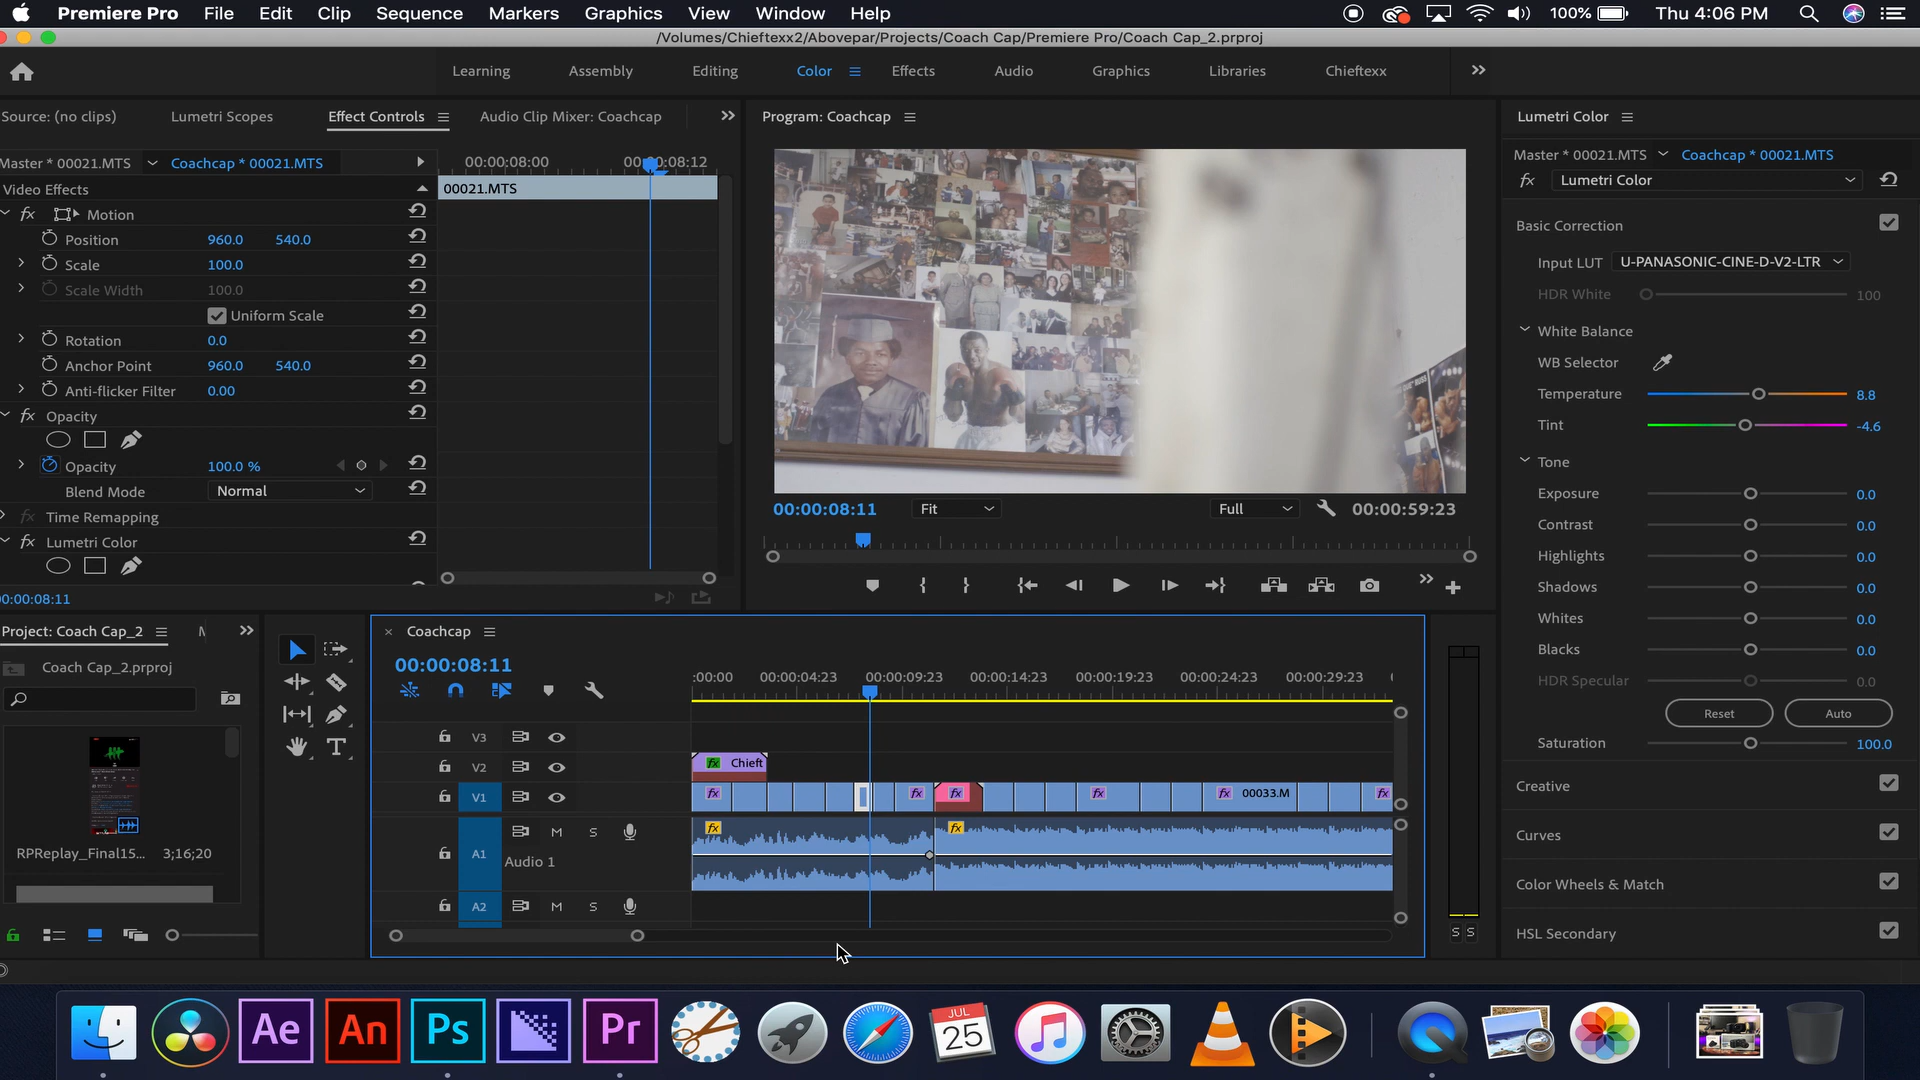 Premiere Pro File Edit Clip Sequence Markers Graphics View Window Help 100% Thu 4:06 PM
/Volumes/Chieftexx2/Abovepar/Projects/Coach Cap/Premiere Pro/Coach Cap_2.prproj
Learning Assembly Editing Color Effects Audio Graphics Libraries Chieftexx
Source: (no clips) Lumetri Scopes Effect Controls Audio Clip Mixer: Coachcap
Master * 00021.MTS Coachcap * 00021.MTS 00:00:08:00 00:00:08:12
Video Effects 00021.MTS
fx Motion
Position 960.0 540.0
Scale 100.0
Scale Width 100.0
Uniform Scale
Rotation 0.0
Anchor Point 960.0 540.0
Anti-flicker Filter 0.00
fx Opacity
Opacity 100.0 %
Blend Mode Normal
fx Time Remapping
fx Lumetri Color
0:00:08:11
Program: Coachcap
00:00:08:11 Fit Full 00:00:59:23
Lumetri Color
Master * 00021.MTS Coachcap * 00021.MTS
fx Lumetri Color
Basic Correction
Input LUT U-PANASONIC-CINE-D-V2-LTR
HDR White 100
White Balance
WB Selector
Temperature 8.8
Tint -4.6
Tone
Exposure 0.0
Contrast 0.0
Highlights 0.0
Shadows 0.0
Whites 0.0
Blacks 0.0
HDR Specular 0.0
Reset Auto
Saturation 100.0
Creative
Curves
Color Wheels & Match
HSL Secondary
Project: Coach Cap_2
Coach Cap_2.prproj
RPReplay_Final15... 3;16;20
T
Coachcap
00:00:08:11
:00:00 00:00:04:23 00:00:09:23 00:00:14:23 00:00:19:23 00:00:24:23 00:00:29:23
V3
V2 fx Chieft
V1 fx fx fx fx fx 00033.M fx
A1 M S fx fx
Audio 1
A2 M S
S S
Ae An Ps Pr JUL 25